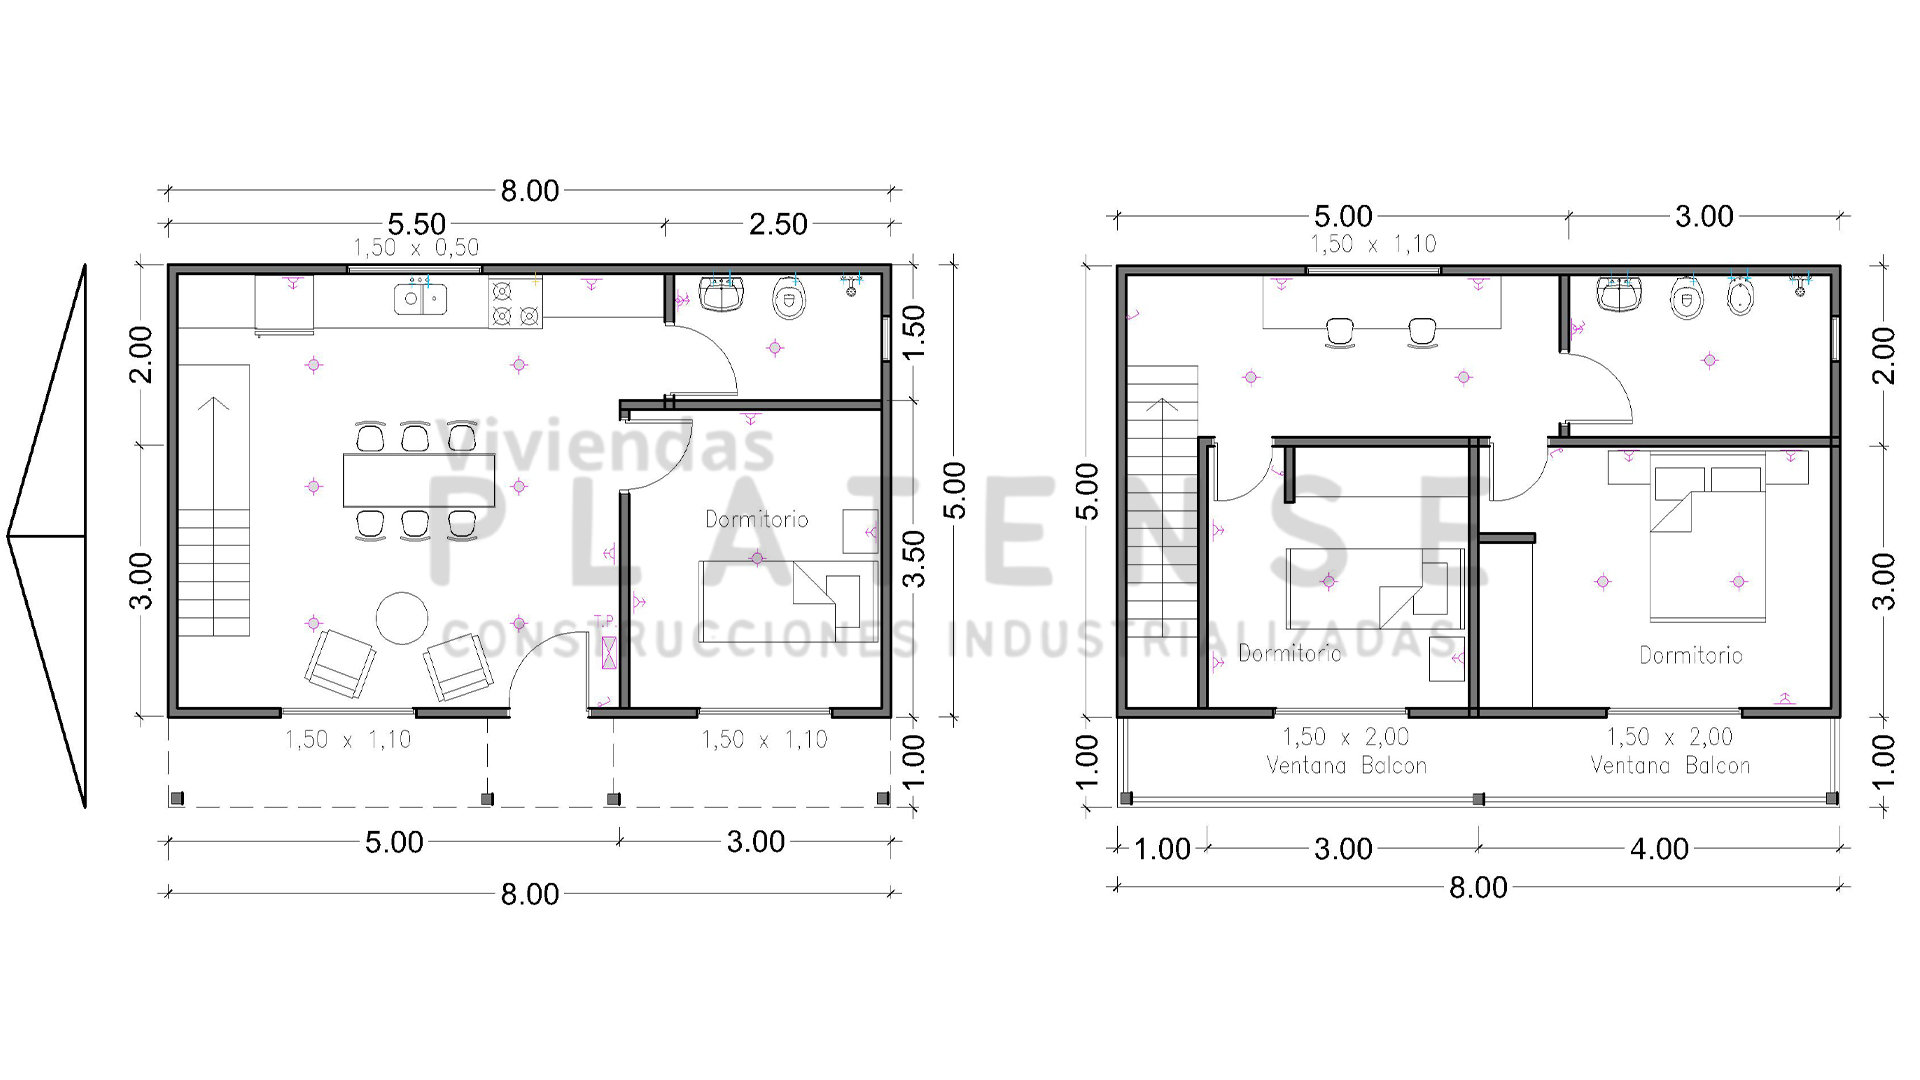 8.00
5.50
2.50
1,50 x 0,50
2.00
3.00
1.50
3.50
5.00
1.00
Dormitorio
T.P.
1,50 x 1,10
1,50 x 1,10
5.00
3.00
8.00
Viviendas
PLATENSE
CONSTRUCCIONES INDUSTRIALIZADAS
5.00
3.00
1,50 x 1,10
5.00
1.00
2.00
3.00
1.00
Dormitorio
Dormitorio
1,50 x 2,00
Ventana Balcon
1,50 x 2,00
Ventana Balcon
1.00
3.00
4.00
8.00